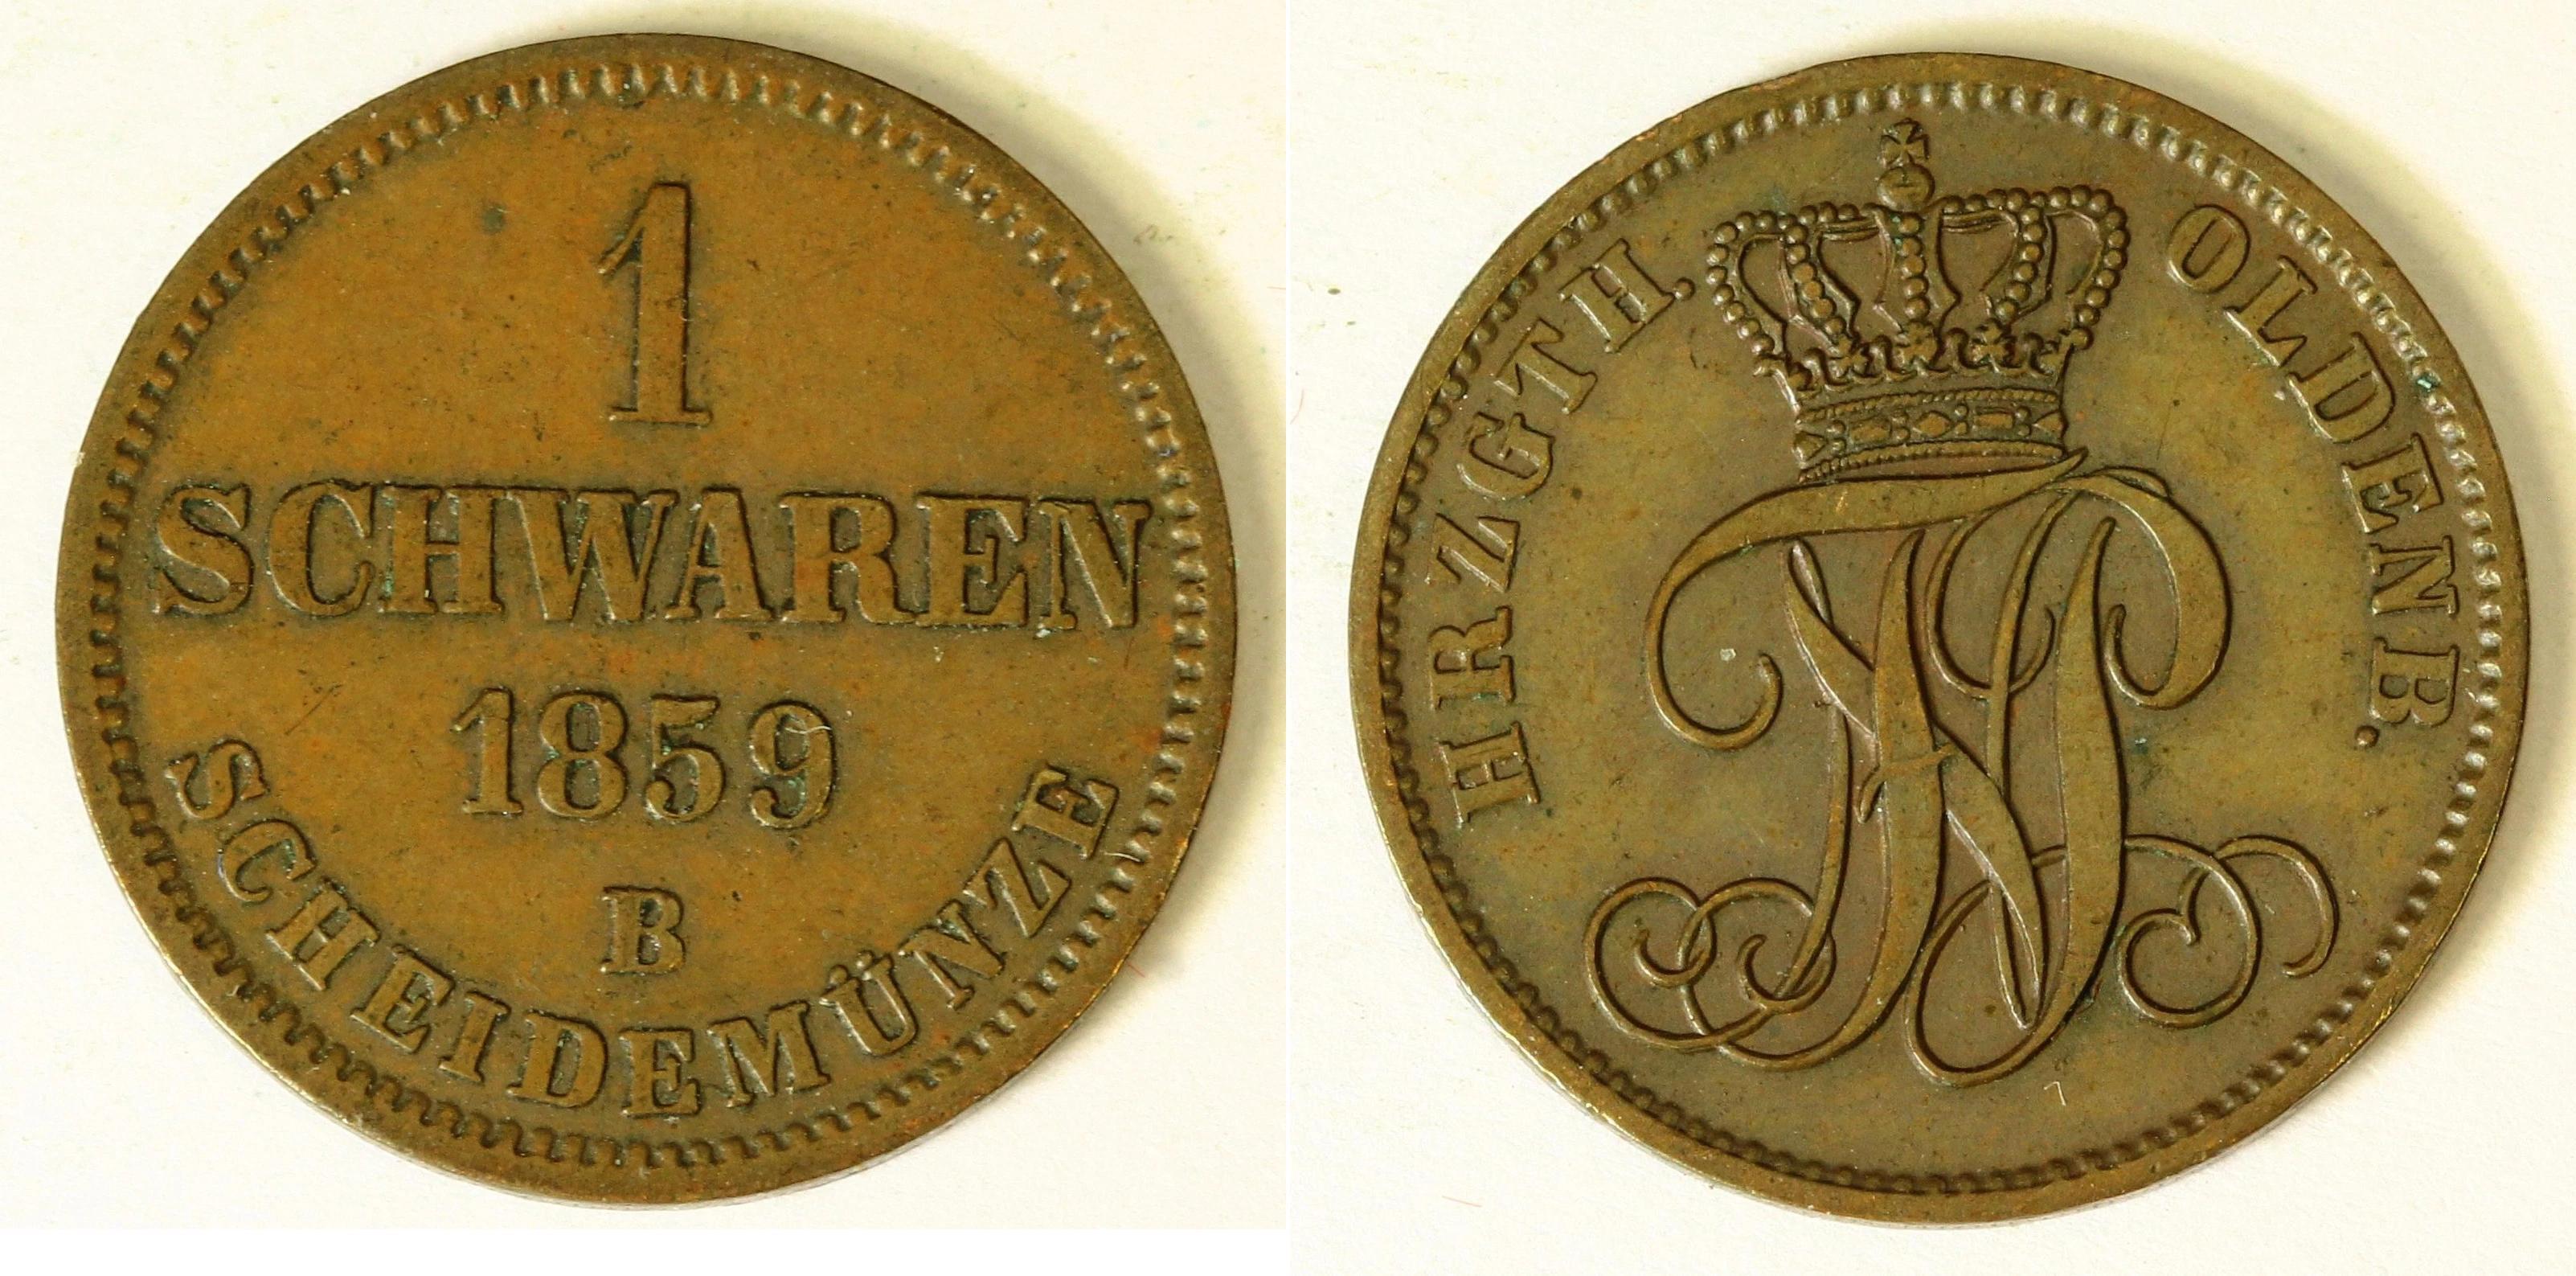 1
SCHWAREN
1859
B
SCHEIDEMÜNZE
HRZGTH. OLDENB.